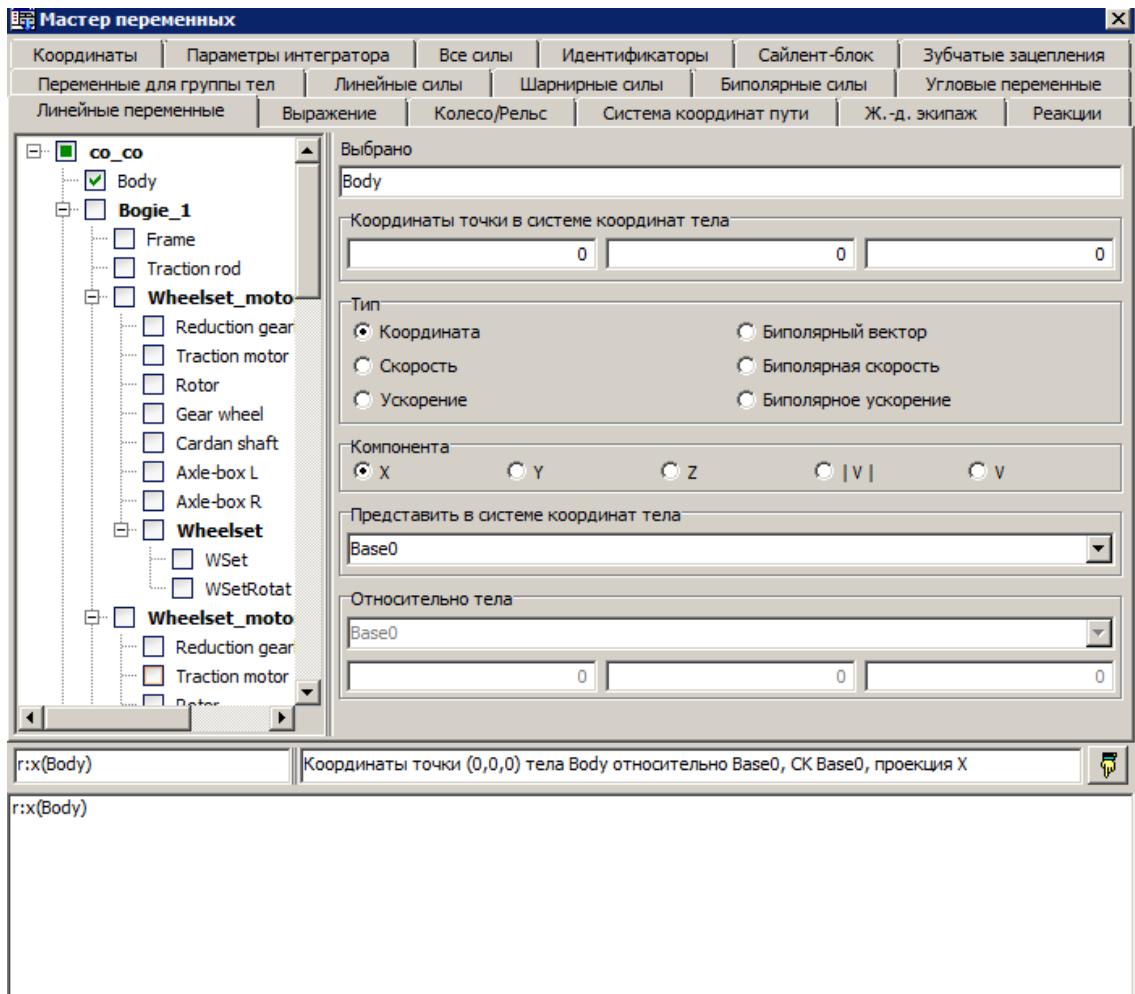 Мастер переменных
Координаты Параметры интегратора Все силы Идентификаторы Сайлент-блок Зубчатые зацепления
Переменные для группы тел Линейные силы Шарнирные силы Биполярные силы Угловые переменные
Линейные переменные Выражение Колесо/Рельс Система координат пути Ж.-д. экипаж Реакции
co_co
Body
Bogie_1
Frame
Traction rod
Wheelset_moto
Reduction gear
Traction motor
Rotor
Gear wheel
Cardan shaft
Axle-box L
Axle-box R
Wheelset
WSet
WSetRotat
Wheelset_moto
Reduction gear
Traction motor
Rotor
Выбрано
Body
Координаты точки в системе координат тела
0 0 0
Тип
Координата Биполярный вектор
Скорость Биполярная скорость
Ускорение Биполярное ускорение
Компонента
X Y Z | V | V
Представить в системе координат тела
Base0
Относительно тела
Base0
0 0 0
r:x(Body) Координаты точки (0,0,0) тела Body относительно Base0, СК Base0, проекция X
r:x(Body)